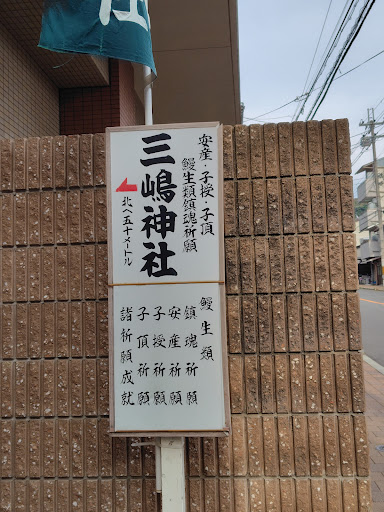 安産・子授・子頂
鰻生類鎮魂祈願
三嶋神社
北へ五十メートル
鰻生類
鎮魂祈願
安産祈願
子授祈願
子頂祈願
諸祈願成就